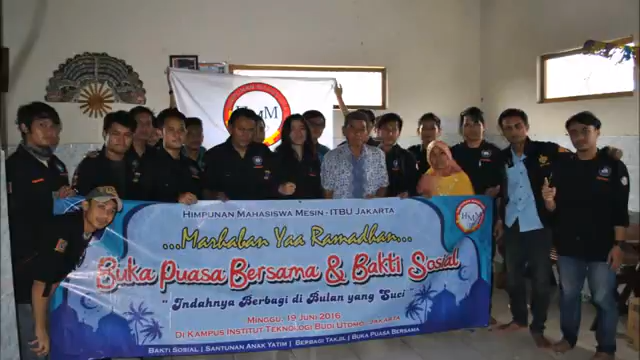 HMM
HIMPUNAN MAHASISWA MESIN - ITBU JAKARTA
...Marhaban Yaa Ramadhan...
BUKA PUASA BERSAMA & BAKTI SOSIAL
"Indahnya Berbagi di Bulan yang Suci"
MINGGU, 19 JUNI 2016
DI KAMPUS INSTITUT TEKNOLOGI BUDI UTOMO - JAKARTA
BAKTI SOSIAL | SANTUNAN ANAK YATIM | BERBAGI TAKJIL | BUKA PUASA BERSAMA
HMM